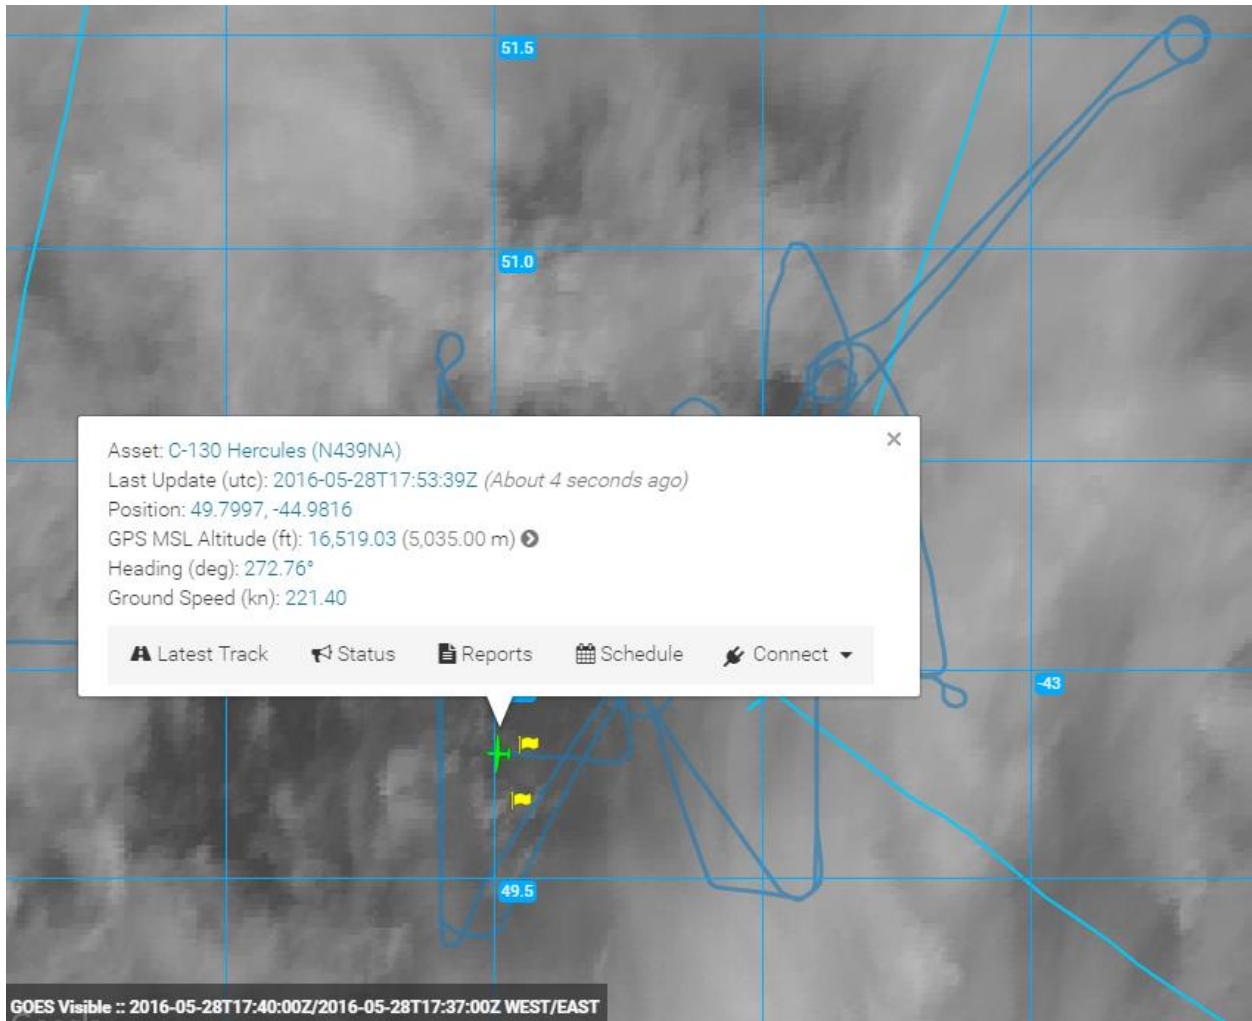 51.5
51.0
Asset: C-130 Hercules (N439NA)
Last Update (utc): 2016-05-28T17:53:39Z (About 4 seconds ago)
Position: 49.7997, -44.9816
GPS MSL Altitude (ft): 16,519.03 (5,035.00 m)
Heading (deg): 272.76°
Ground Speed (kn): 221.40
Latest Track Status Reports Schedule Connect
-43
49.5
GOES Visible :: 2016-05-28T17:40:00Z/2016-05-28T17:37:00Z WEST/EAST